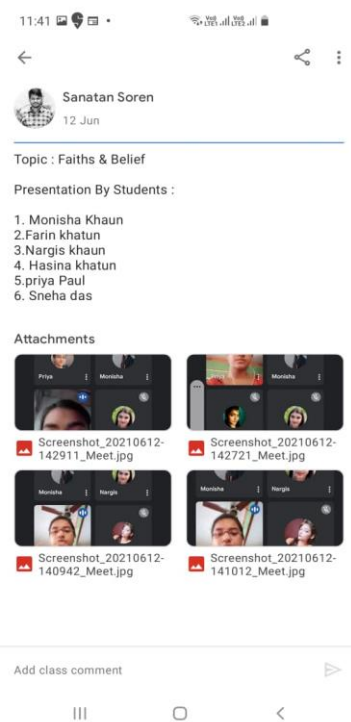 11:41
Sanatan Soren
12 Jun
Topic : Faiths & Belief
Presentation By Students :
1. Monisha Khaun
2.Farin khatun
3.Nargis khaun
4. Hasina khatun
5.priya Paul
6. Sneha das
Attachments
Priya
Monisha
Monisha
Screenshot_20210612-
142911_Meet.jpg
Screenshot_20210612-
142721_Meet.jpg
Monisha
Nargis
Monisha
Nargis
Screenshot_20210612-
140942_Meet.jpg
Screenshot_20210612-
141012_Meet.jpg
Add class comment